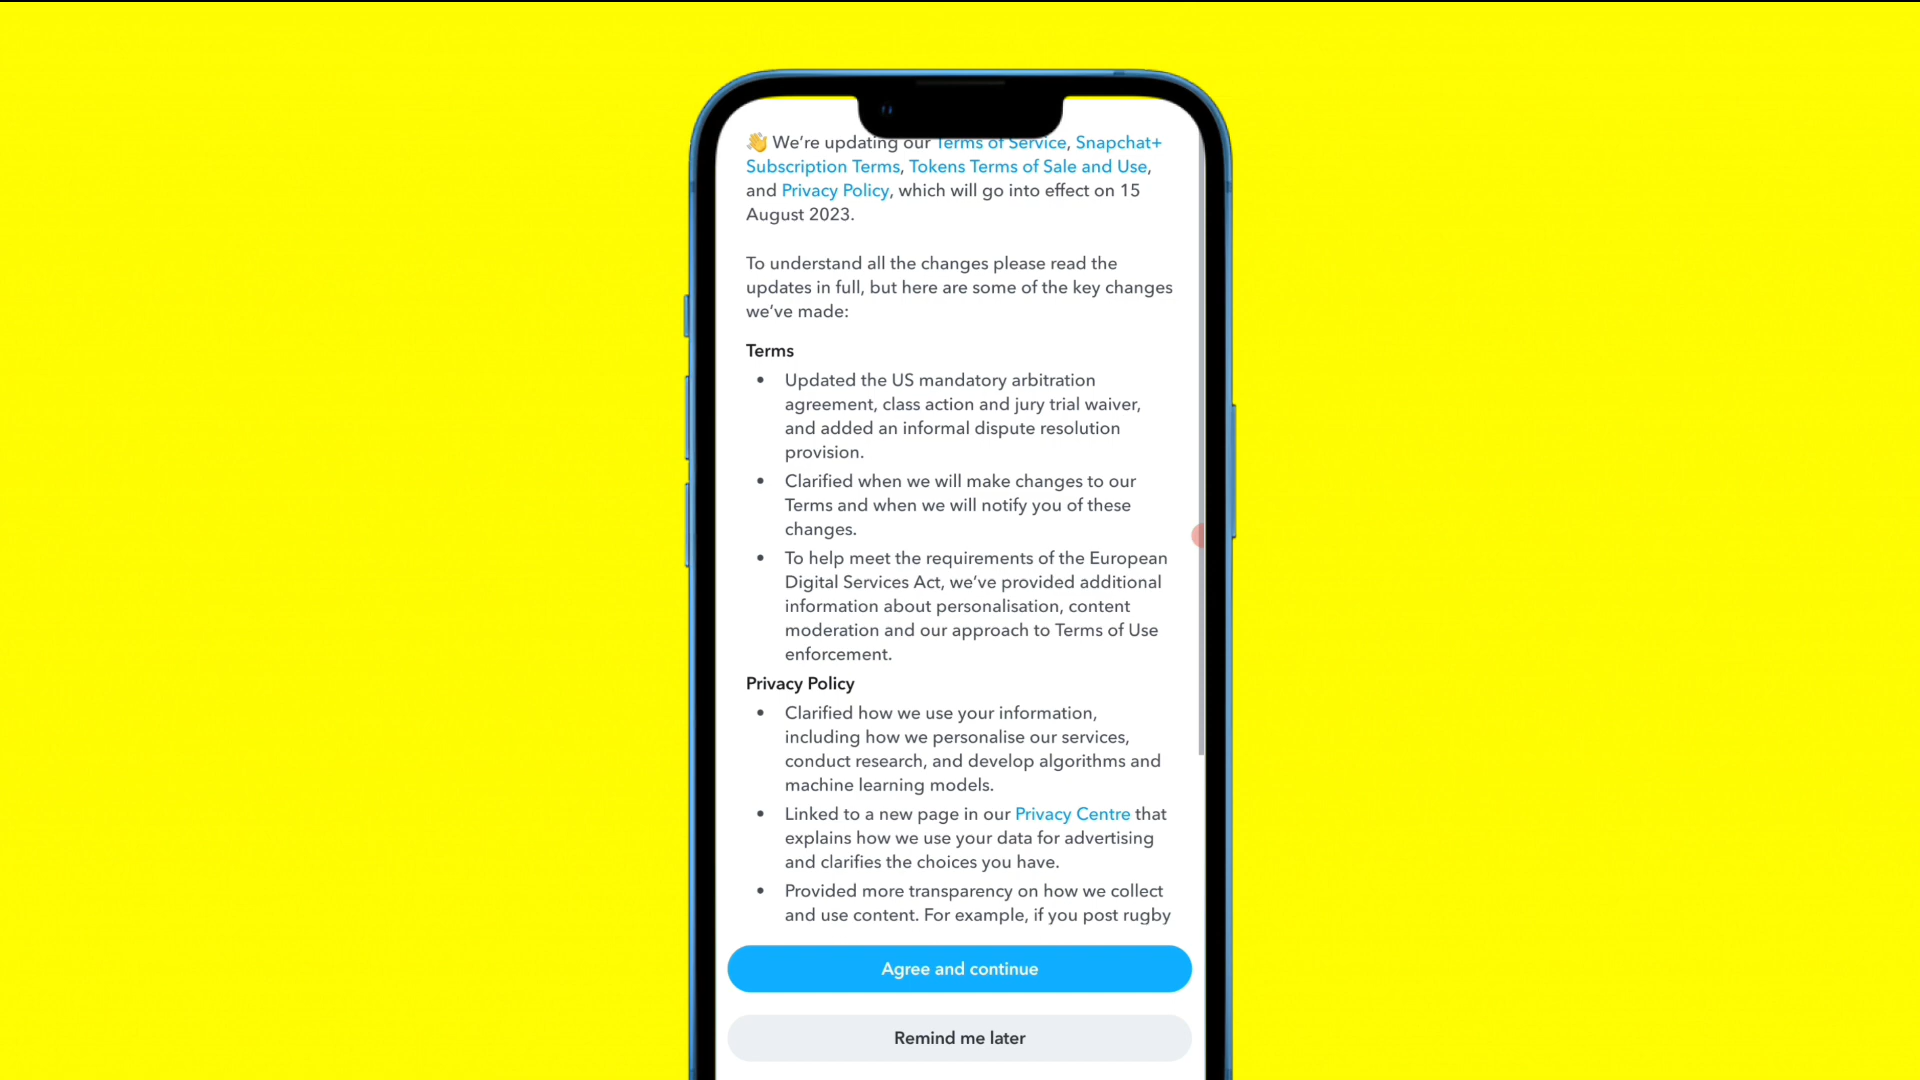 👋 We’re updating our Terms of Service, Snapchat+
Subscription Terms, Tokens Terms of Sale and Use,
and Privacy Policy, which will go into effect on 15
August 2023.
To understand all the changes please read the
updates in full, but here are some of the key changes
we’ve made:
Terms
• Updated the US mandatory arbitration
agreement, class action and jury trial waiver,
and added an informal dispute resolution
provision.
• Clarified when we will make changes to our
Terms and when we will notify you of these
changes.
• To help meet the requirements of the European
Digital Services Act, we’ve provided additional
information about personalisation, content
moderation and our approach to Terms of Use
enforcement.
Privacy Policy
• Clarified how we use your information,
including how we personalise our services,
conduct research, and develop algorithms and
machine learning models.
• Linked to a new page in our Privacy Centre that
explains how we use your data for advertising
and clarifies the choices you have.
• Provided more transparency on how we collect
and use content. For example, if you post rugby
Agree and continue
Remind me later